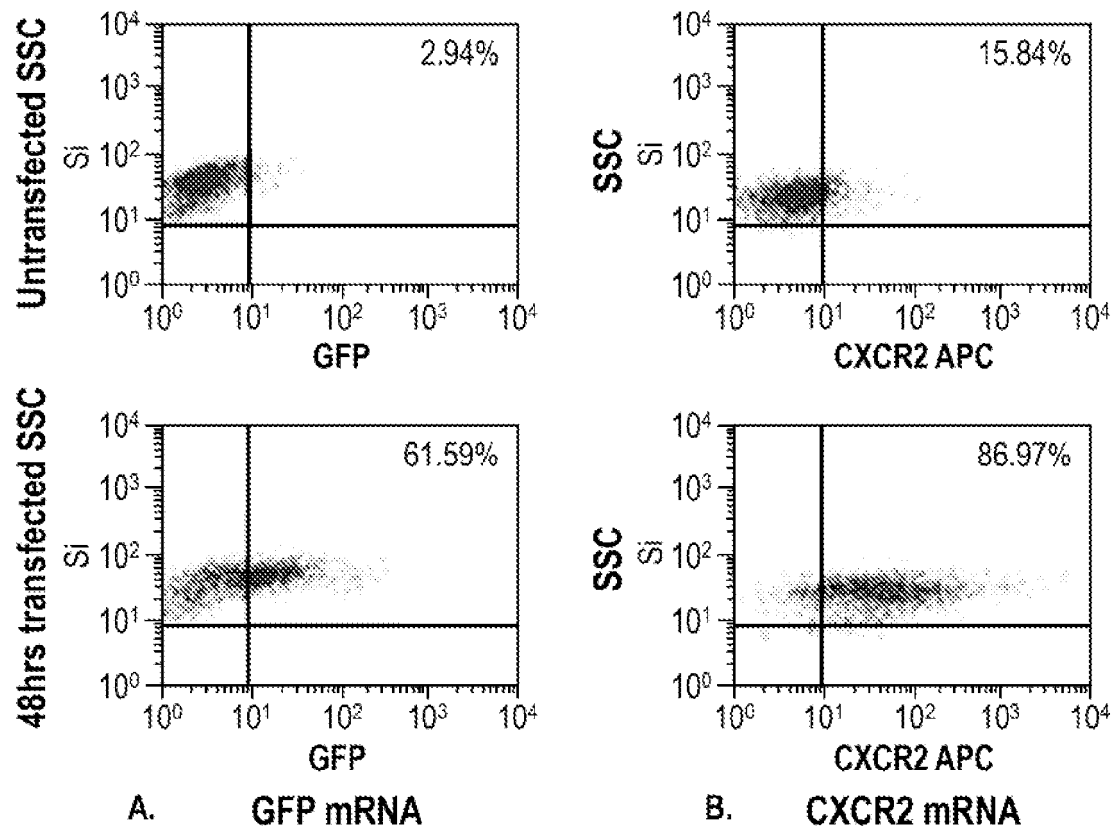 Untransfected SSC
Si
10⁴
10³
10²
10¹
10⁰
2.94%
10⁰ 10¹ 10² 10³ 10⁴
GFP
SSC
Si
10⁴
10³
10²
10¹
10⁰
15.84%
10⁰ 10¹ 10² 10³ 10⁴
CXCR2 APC
48hrs transfected SSC
Si
10⁴
10³
10²
10¹
10⁰
61.59%
10⁰ 10¹ 10² 10³ 10⁴
GFP
SSC
Si
10⁴
10³
10²
10¹
10⁰
86.97%
10⁰ 10¹ 10² 10³ 10⁴
CXCR2 APC
A. GFP mRNA
B. CXCR2 mRNA